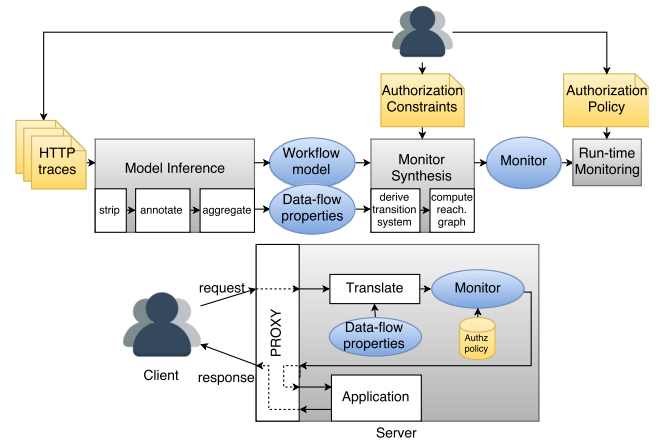 Authorization
Constraints
Authorization
Policy
HTTP
traces
Model Inference
strip
annotate
aggregate
Workflow
model
Data-flow
properties
Monitor
Synthesis
derive
transition
system
compute
reach.
graph
Monitor
Run-time
Monitoring
request
response
Client
PROXY
Translate
Monitor
Data-flow
properties
Authz
policy
Application
Server